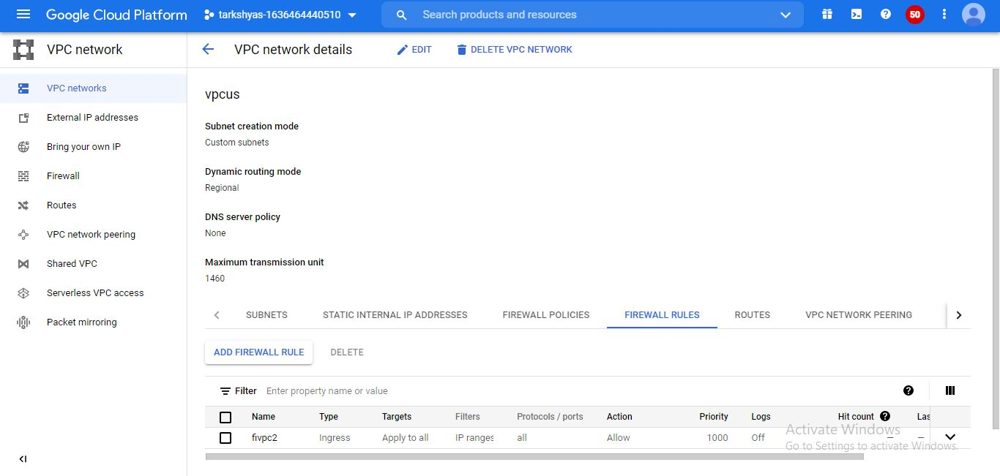 Google Cloud Platform tarkshyas-1636464440510 Search products and resources 50
VPC network VPC network details EDIT DELETE VPC NETWORK
VPC networks
External IP addresses
Bring your own IP
Firewall
Routes
VPC network peering
Shared VPC
Serverless VPC access
Packet mirroring
vpcus
Subnet creation mode
Custom subnets
Dynamic routing mode
Regional
DNS server policy
None
Maximum transmission unit
1460
SUBNETS STATIC INTERNAL IP ADDRESSES FIREWALL POLICIES FIREWALL RULES ROUTES VPC NETWORK PEERING
ADD FIREWALL RULE DELETE
Filter Enter property name or value
Name Type Targets Filters Protocols / ports Action Priority Logs Hit count Las
fivpc2 Ingress Apply to all IP ranges all Allow 1000 Off — —
Activate Windows
Go to Settings to activate Windows.